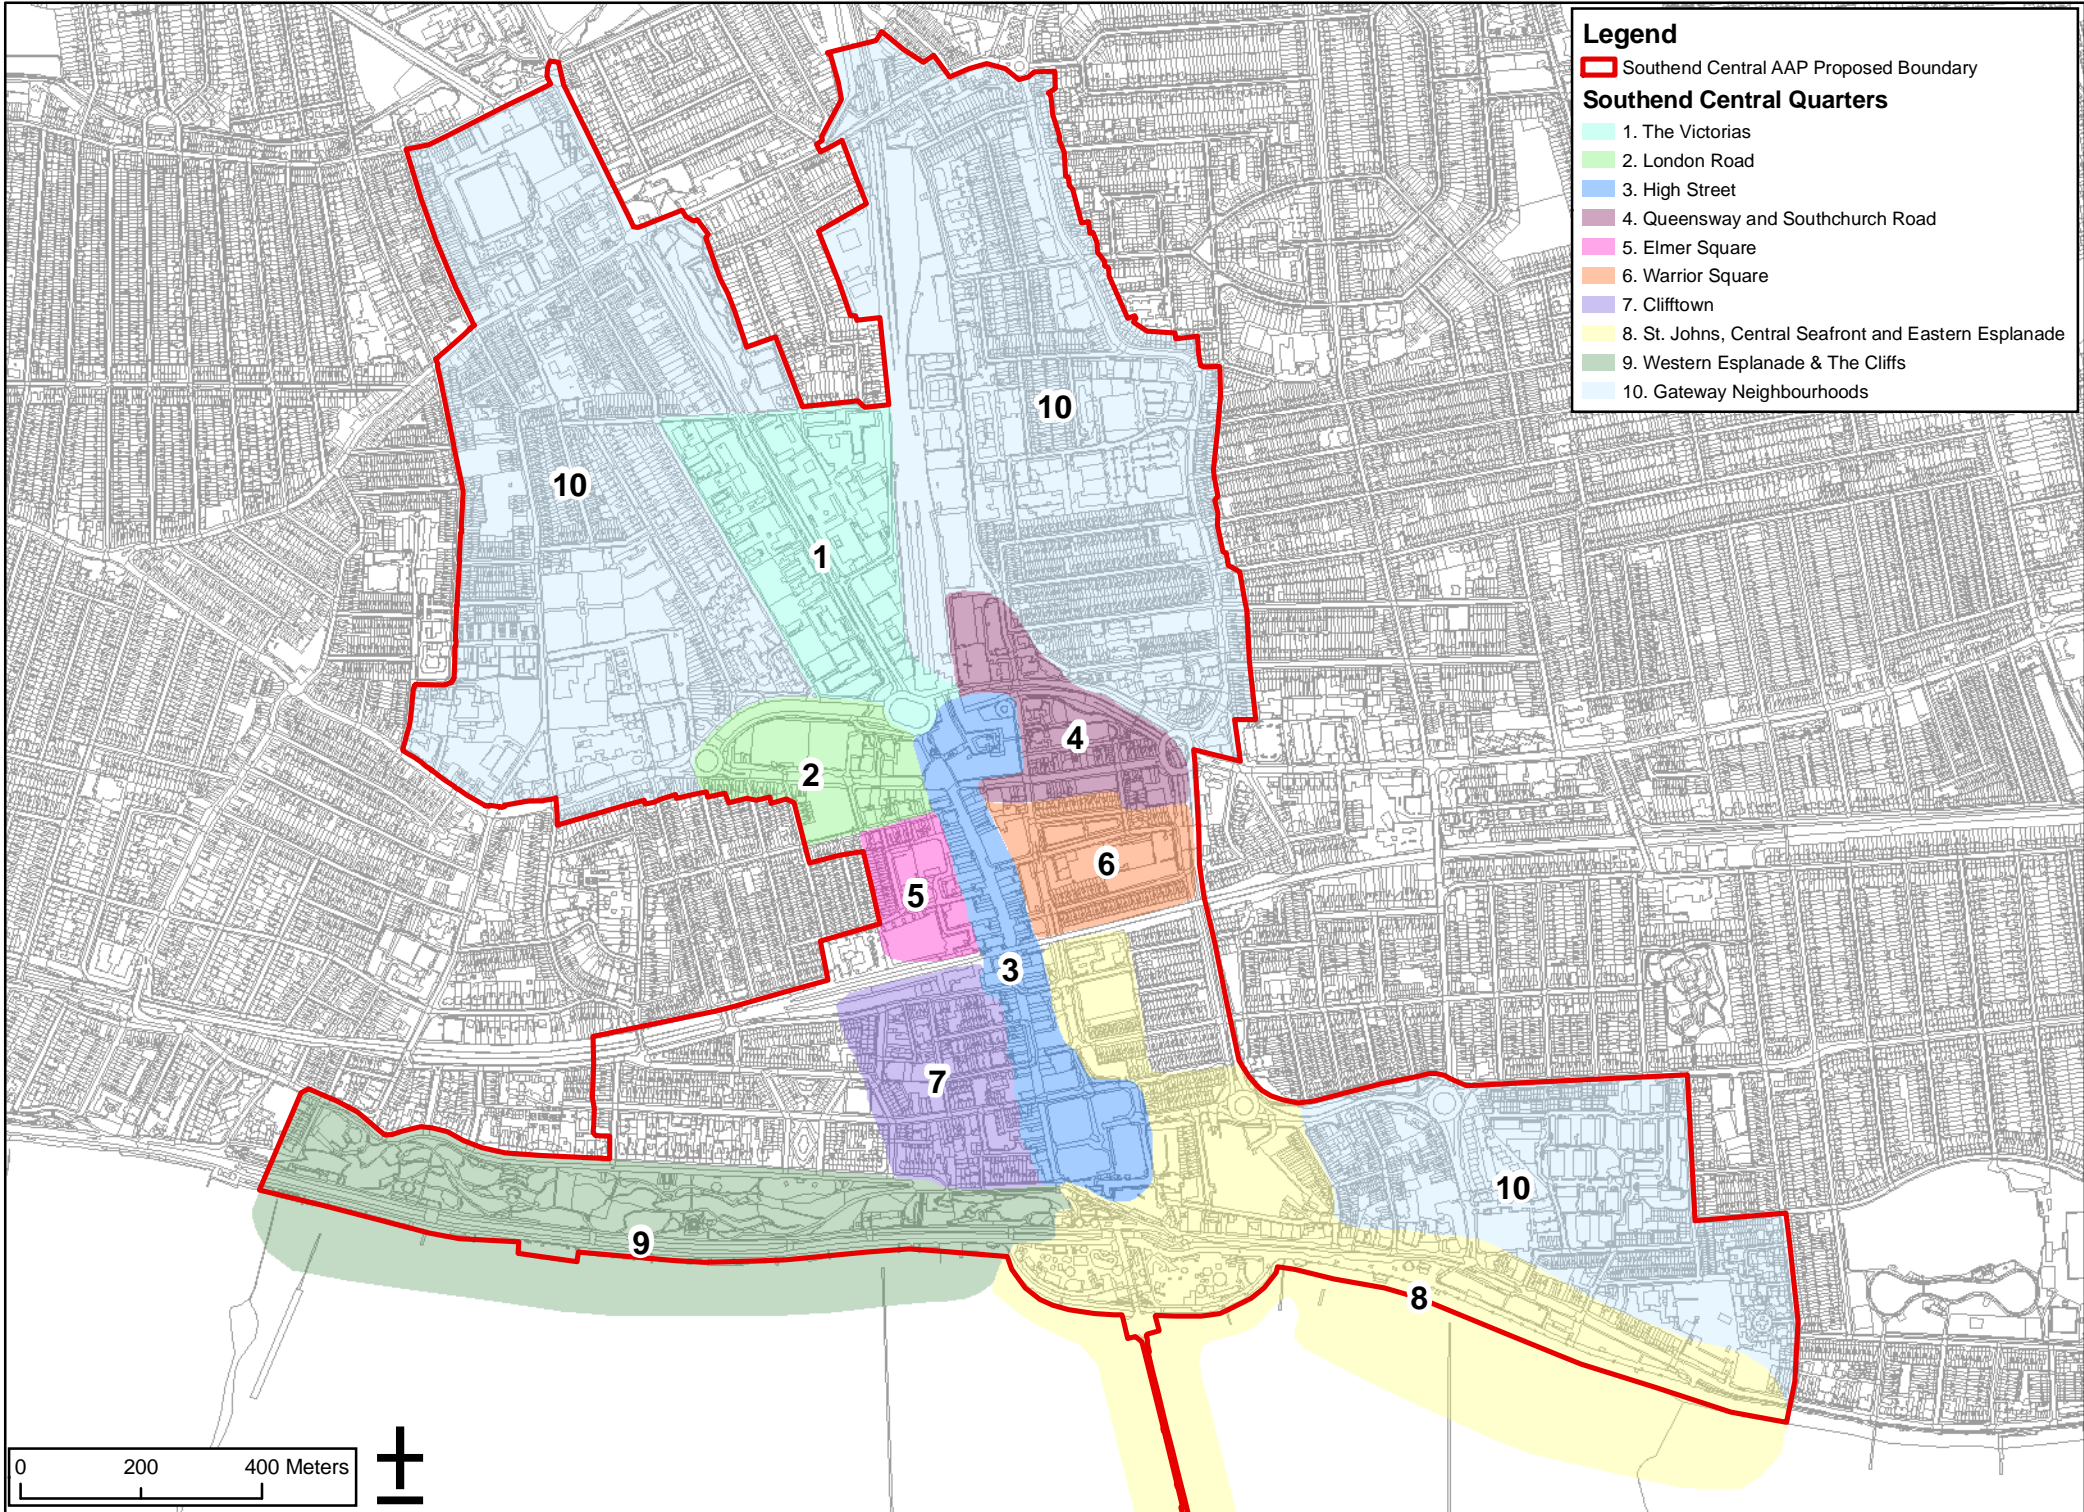 Legend
Southend Central AAP Proposed Boundary
Southend Central Quarters
1. The Victorias
2. London Road
3. High Street
4. Queensway and Southchurch Road
5. Elmer Square
6. Warrior Square
7. Clifftown
8. St. Johns, Central Seafront and Eastern Esplanade
9. Western Esplanade & The Cliffs
10. Gateway Neighbourhoods
10
10
1
4
2
6
5
3
7
10
9
8
0 200 400 Meters